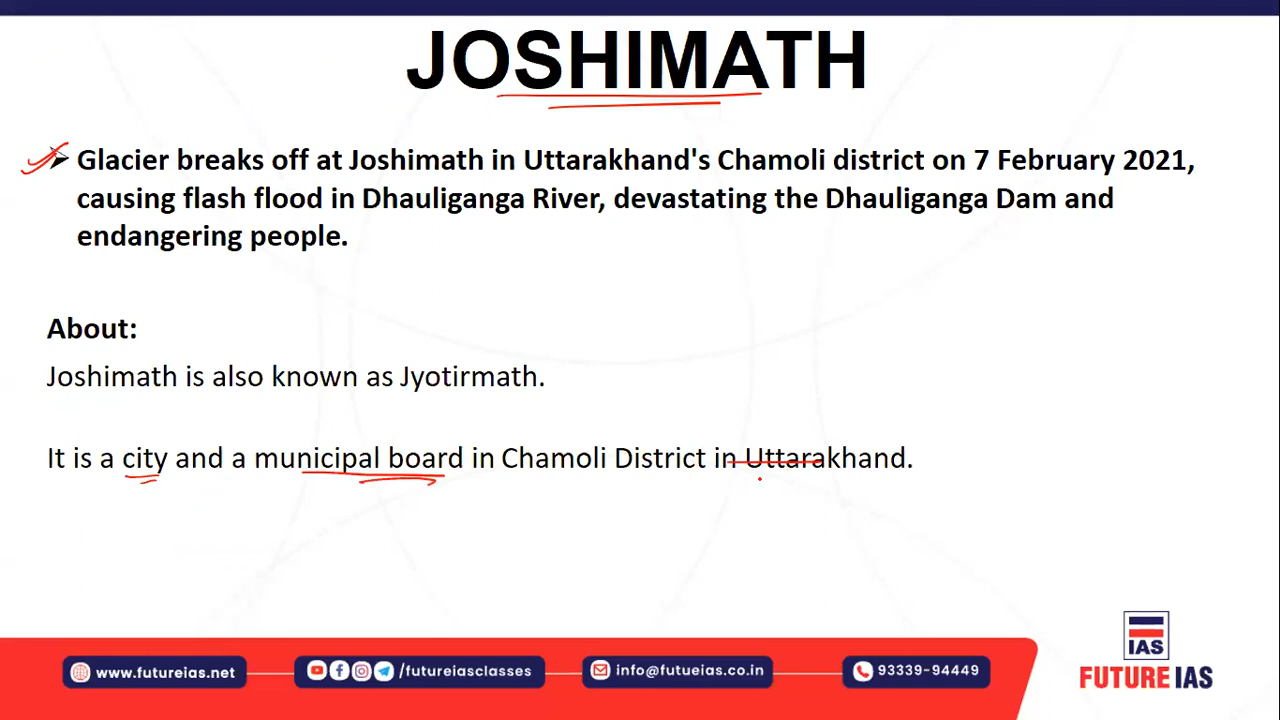 JOSHIMATH
Glacier breaks off at Joshimath in Uttarakhand's Chamoli district on 7 February 2021,
causing flash flood in Dhauliganga River, devastating the Dhauliganga Dam and
endangering people.
About:
Joshimath is also known as Jyotirmath.
It is a city and a municipal board in Chamoli District in Uttarakhand.
www.futureias.net
/futureiasclasses
info@futueias.co.in
93339-94449
IAS
FUTURE IAS